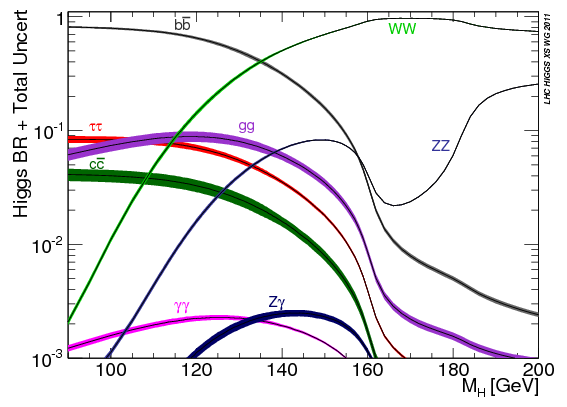 Higgs BR + Total Uncert
1
10⁻¹
10⁻²
10⁻³
bb̄
WW
ττ
gg
cc̄
ZZ
γγ
Zγ
100 120 140 160 180 200
M_H [GeV]
LHC HIGGS XS WG 2011